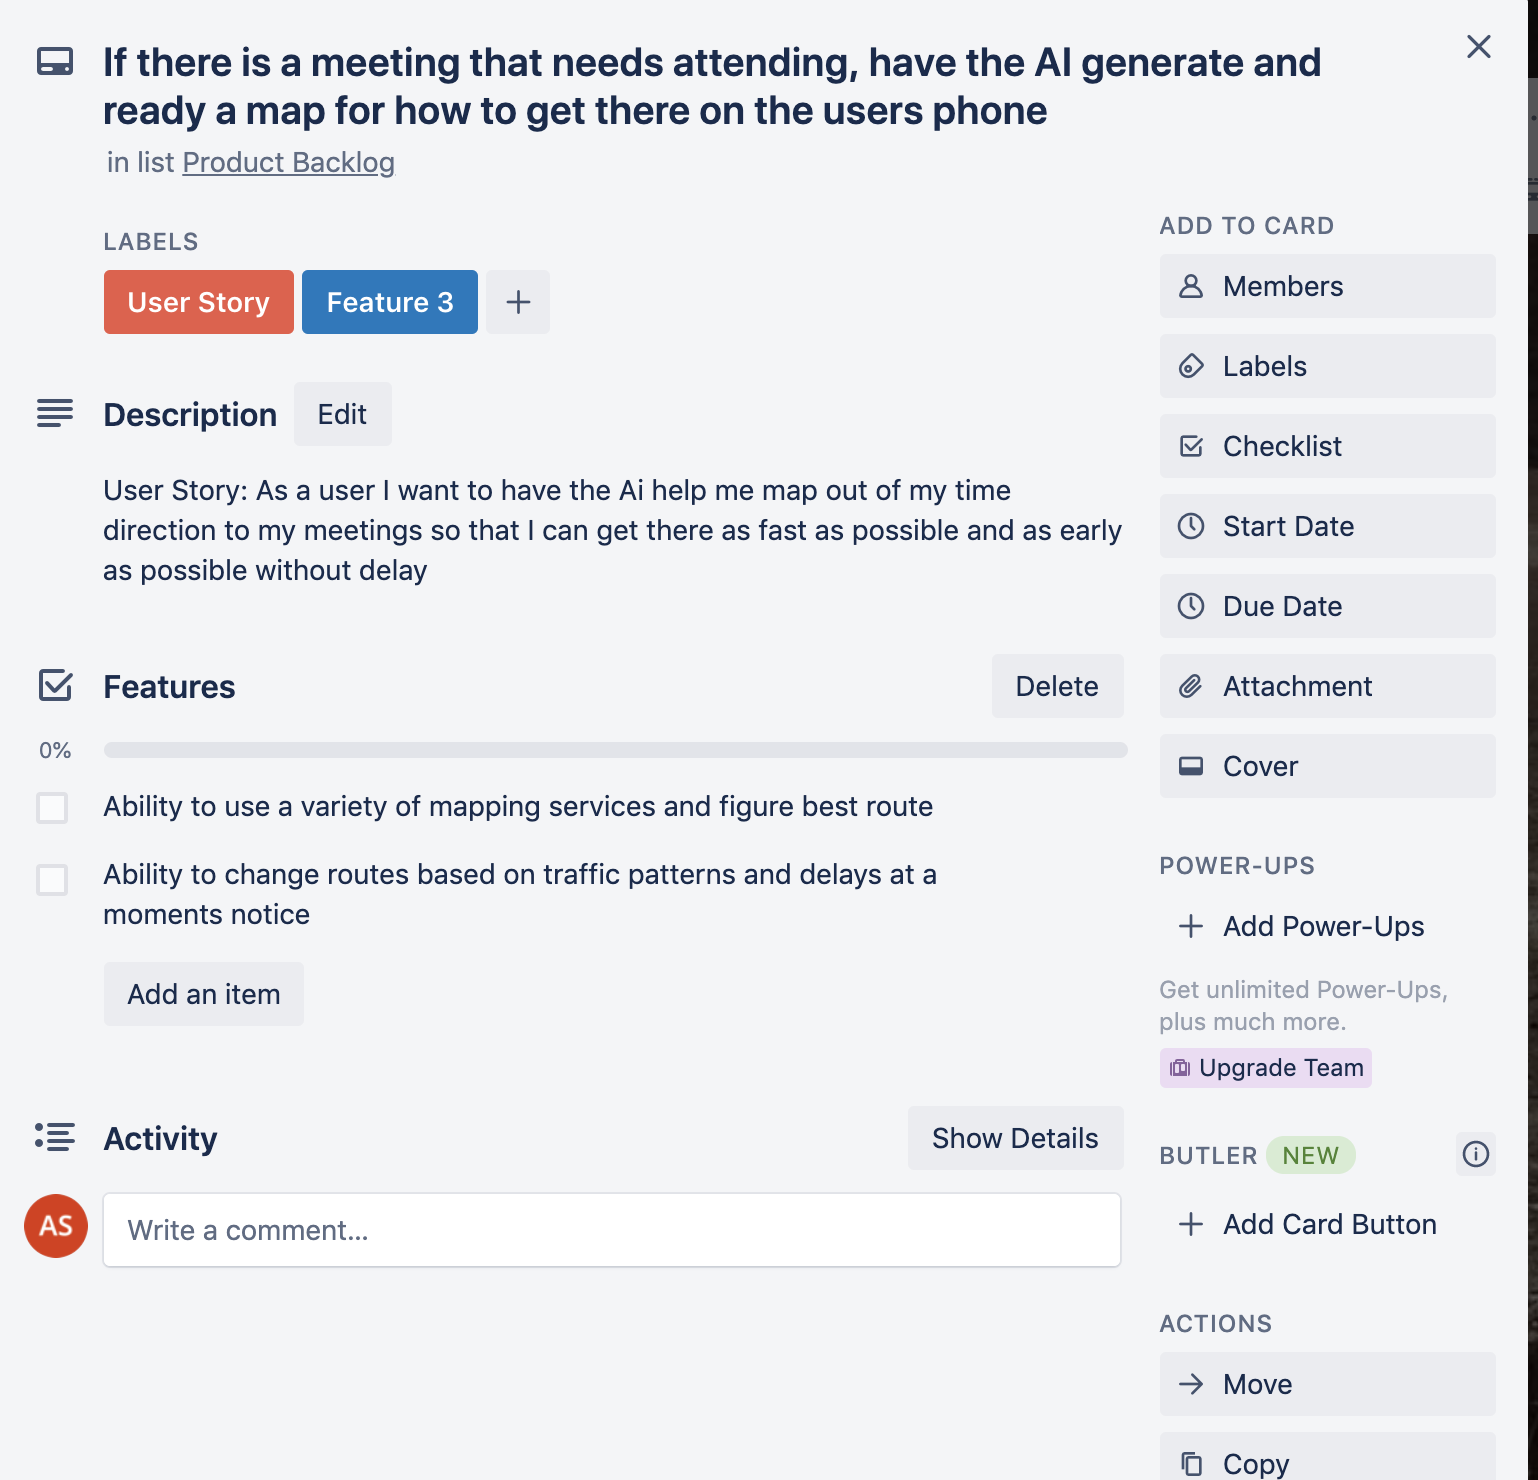 If there is a meeting that needs attending, have the AI generate and
ready a map for how to get there on the users phone
in list Product Backlog
LABELS
User Story
Feature 3
Description
Edit
User Story: As a user I want to have the Ai help me map out of my time
direction to my meetings so that I can get there as fast as possible and as early
as possible without delay
Features
Delete
0%
Ability to use a variety of mapping services and figure best route
Ability to change routes based on traffic patterns and delays at a
moments notice
Add an item
Activity
Show Details
AS
Write a comment...
ADD TO CARD
Members
Labels
Checklist
Start Date
Due Date
Attachment
Cover
POWER-UPS
Add Power-Ups
Get unlimited Power-Ups,
plus much more.
Upgrade Team
BUTLER NEW
Add Card Button
ACTIONS
Move
Copy